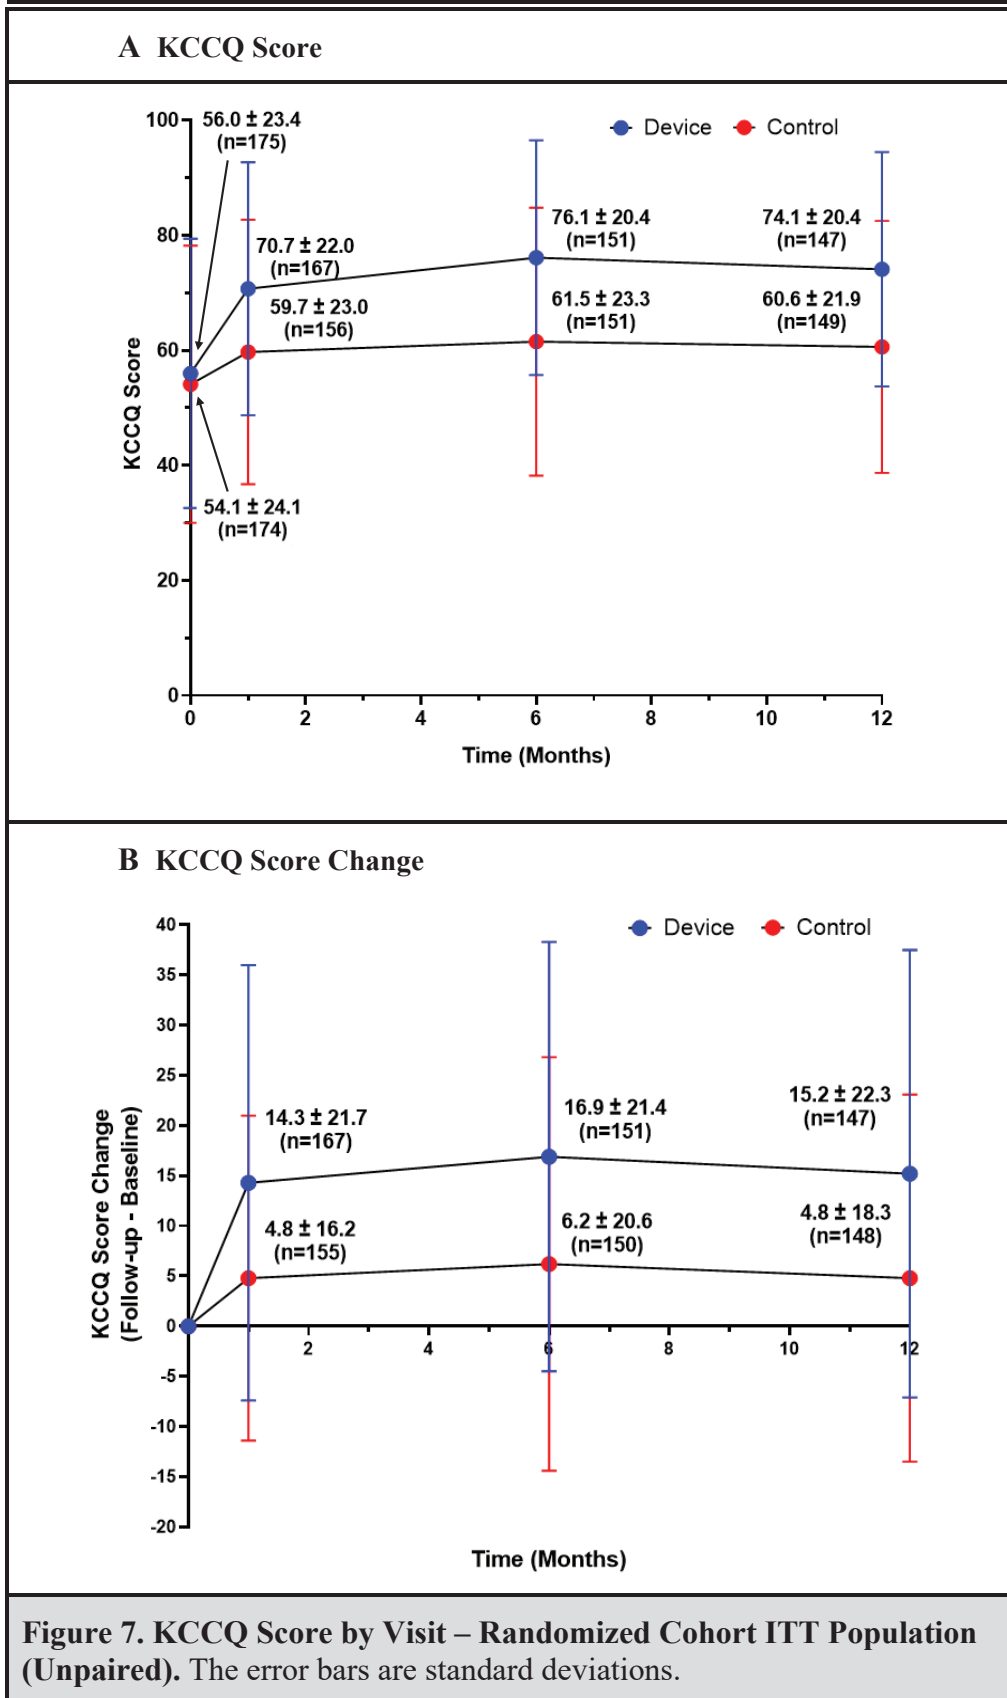 A KCCQ Score
100
56.0 ± 23.4
(n=175)
Device
Control
80
70.7 ± 22.0
(n=167)
76.1 ± 20.4
(n=151)
74.1 ± 20.4
(n=147)
59.7 ± 23.0
(n=156)
61.5 ± 23.3
(n=151)
60.6 ± 21.9
(n=149)
60
KCCQ Score
40
54.1 ± 24.1
(n=174)
20
0
0 2 4 6 8 10 12
Time (Months)
B KCCQ Score Change
40
Device
Control
35
30
25
20
14.3 ± 21.7
(n=167)
16.9 ± 21.4
(n=151)
15.2 ± 22.3
(n=147)
15
10
4.8 ± 16.2
(n=155)
6.2 ± 20.6
(n=150)
4.8 ± 18.3
(n=148)
5
0
KCCQ Score Change
(Follow-up - Baseline)
2 4 6 8 10 12
-5
-10
-15
-20
Time (Months)
Figure 7. KCCQ Score by Visit – Randomized Cohort ITT Population
(Unpaired). The error bars are standard deviations.